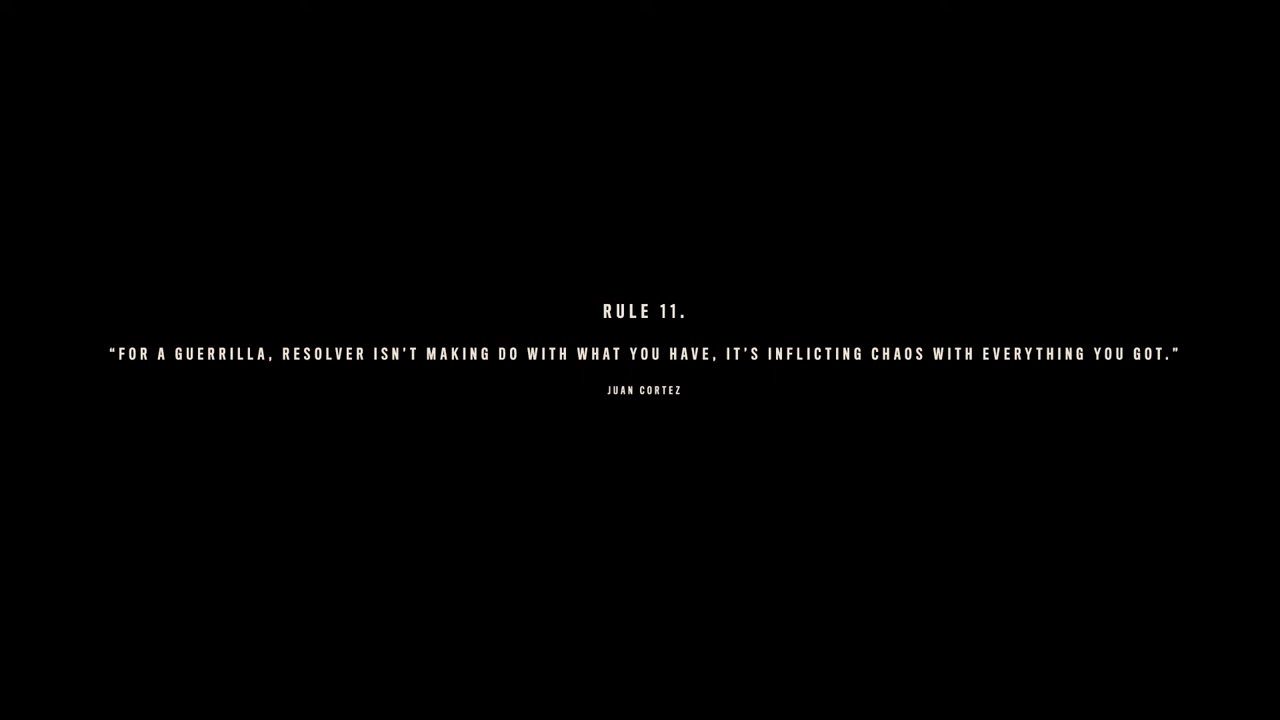 RULE 11.
“FOR A GUERRILLA, RESOLVER ISN'T MAKING DO WITH WHAT YOU HAVE, IT'S INFLICTING CHAOS WITH EVERYTHING YOU GOT.”
JUAN CORTEZ